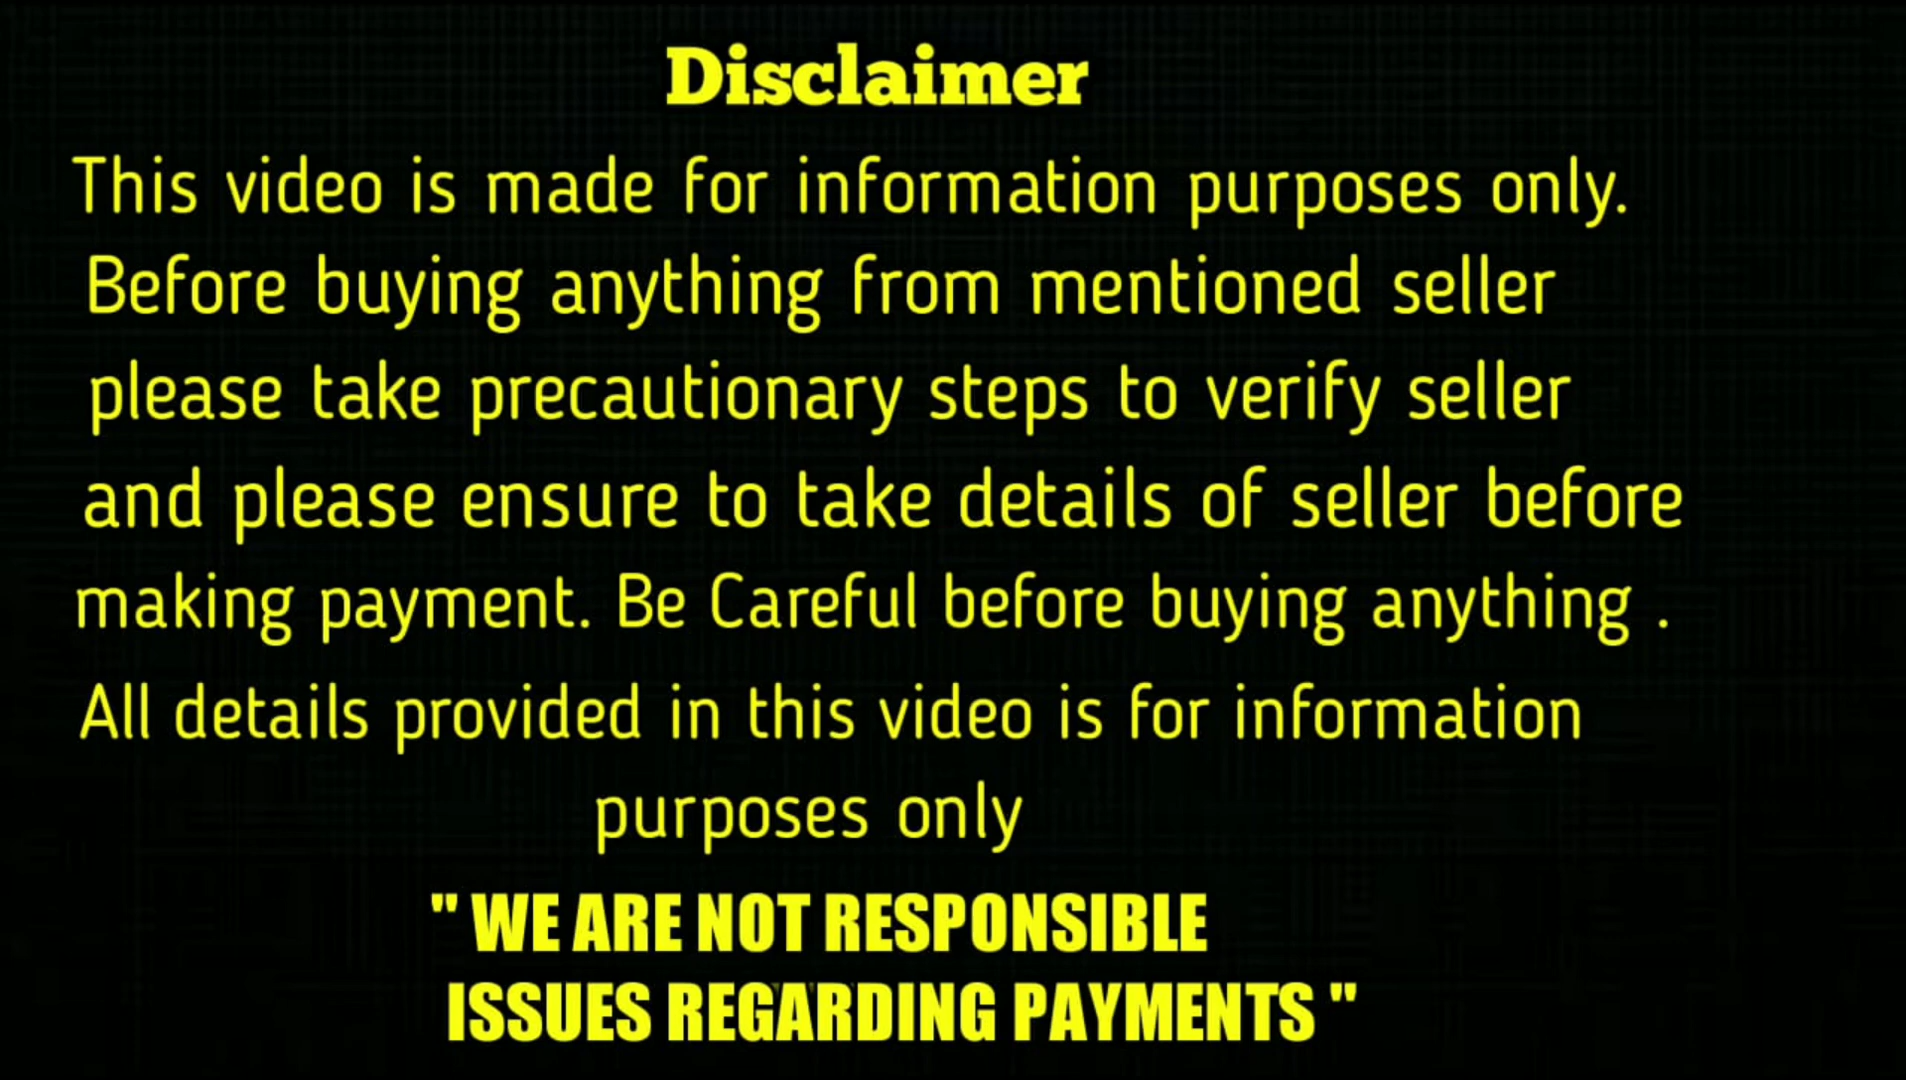 Disclaimer
This video is made for information purposes only.
Before buying anything from mentioned seller
please take precautionary steps to verify seller
and please ensure to take details of seller before
making payment. Be Careful before buying anything .
All details provided in this video is for information
purposes only
" WE ARE NOT RESPONSIBLE
ISSUES REGARDING PAYMENTS "